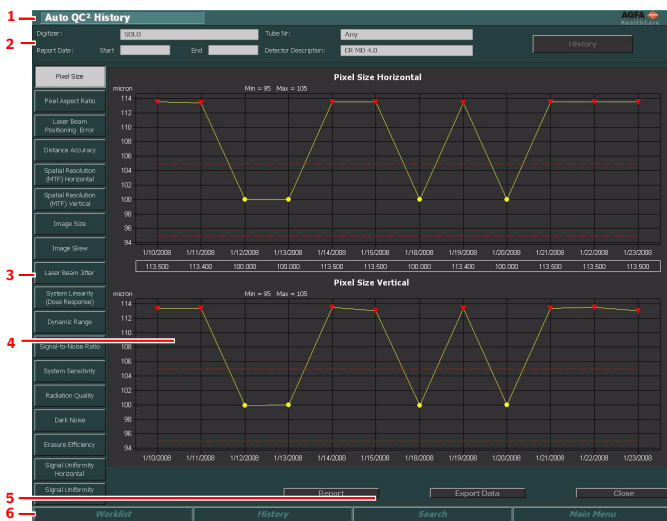 1
Auto QC² History
AGFA
HealthCare
2
Digitizer:
SOLO
Tube Nr:
Any
History
Report Date:
Start
End
Detector Description:
CR MD 4.0
Pixel Size
Pixel Aspect Ratio
Laser Beam
Positioning Error
Distance Accuracy
Spatial Resolution
(MTF) Horizontal
Spatial Resolution
(MTF) Vertical
Image Size
Image Skew
3
Laser Beam Jitter
System Linearity
(Dose Response)
Dynamic Range
Signal-to-Noise Ratio
System Sensitivity
Radiation Quality
Dark Noise
Erasure Efficiency
Signal Uniformity
Horizontal
Signal Uniformity
Pixel Size Horizontal
micron
Min = 95 Max = 105
114
112
110
108
106
104
102
100
98
96
94
1/10/2008 1/11/2008 1/12/2008 1/13/2008 1/14/2008 1/15/2008 1/18/2008 1/19/2008 1/20/2008 1/21/2008 1/22/2008 1/23/2008
113.500 113.400 100.000 100.000 113.500 113.500 100.000 113.500 100.000 113.500 113.500 113.500
Pixel Size Vertical
micron
Min = 95 Max = 105
114
112
110
108
106
104
102
100
98
96
94
1/10/2008 1/11/2008 1/12/2008 1/13/2008 1/14/2008 1/15/2008 1/18/2008 1/19/2008 1/20/2008 1/21/2008 1/22/2008 1/23/2008
4
5
Report
Export Data
Close
6
Worklist
History
Search
Main Menu